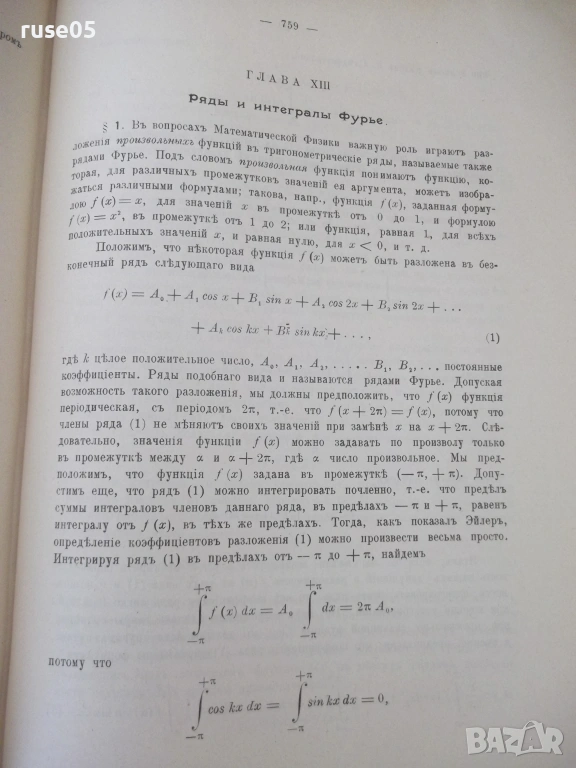 ruse05
ромъ
— 759 —
ГЛАВА XIII
Ряды и интегралы Фурье.
§ 1. Въ вопросахъ Математической Физики важную роль играютъ раз-
ложенія произвольныхъ функцій въ тригонометрическіе ряды, называемые также
рядами Фурье. Подъ словомъ произвольная функція понимаютъ функцію, ко-
торая, для различныхъ промежутковъ значеній ея аргумента, можетъ изобра-
жаться различными формулами; такова, напр., функція f (x), заданная форму-
лою f (x) = x, для значеній x въ промежуткѣ отъ 0 до 1, и формулою
f (x) = x², въ промежуткѣ отъ 1 до 2; или функція, равная 1, для всѣхъ
положительныхъ значеній x, и равная нулю, для x < 0, и т. д.
Положимъ, что нѣкоторая функція f (x) можетъ быть разложена въ без-
конечный рядъ слѣдующаго вида
f (x) = A₀ + A₁ cos x + B₁ sin x + A₂ cos 2x + B₂ sin 2x + . . .
+ Aₖ cos kx + Bₖ sin kx + . . . , (1)
гдѣ k цѣлое положительное число, A₀, A₁, A₂, . . . . . B₁, B₂, . . . постоянные
коэффиціенты. Ряды подобнаго вида и называются рядами Фурье. Допуская
возможность такого разложенія, мы должны предположить, что f (x) функція
періодическая, съ періодомъ 2π, т.-е. что f (x + 2π) = f (x), потому что
члены ряда (1) не мѣняютъ своихъ значеній при замѣнѣ x на x + 2π. Слѣ-
довательно, значенія функціи f (x) можно задавать по произволу только
въ промежуткѣ между α и α + 2π, гдѣ α число произвольное. Мы пред-
положимъ, что функція f (x) задана въ промежуткѣ (— π, + π). Допу-
стимъ еще, что рядъ (1) можно интегрировать почленно, т.-е. что предѣлъ
суммы интеграловъ членовъ даннаго ряда, въ предѣлахъ — π и + π, равенъ
интегралу отъ f (x), въ тѣхъ же предѣлахъ. Тогда, какъ показалъ Эйлеръ,
опредѣленіе коэффиціентовъ разложенія (1) можно произвести весьма просто.
Интегрируя рядъ (1) въ предѣлахъ отъ — π до + π, найдемъ
∫₋π⁺π f (x) dx = A₀ ∫₋π⁺π dx = 2π A₀,
потому что
∫₋π⁺π cos kx dx = ∫₋π⁺π sin kx dx = 0,
BAZAR